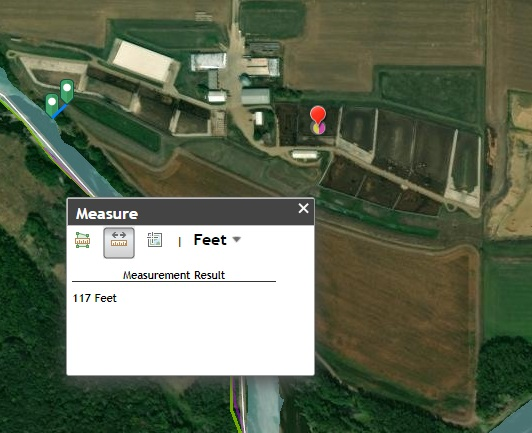 Measure
| Feet
Measurement Result
117 Feet